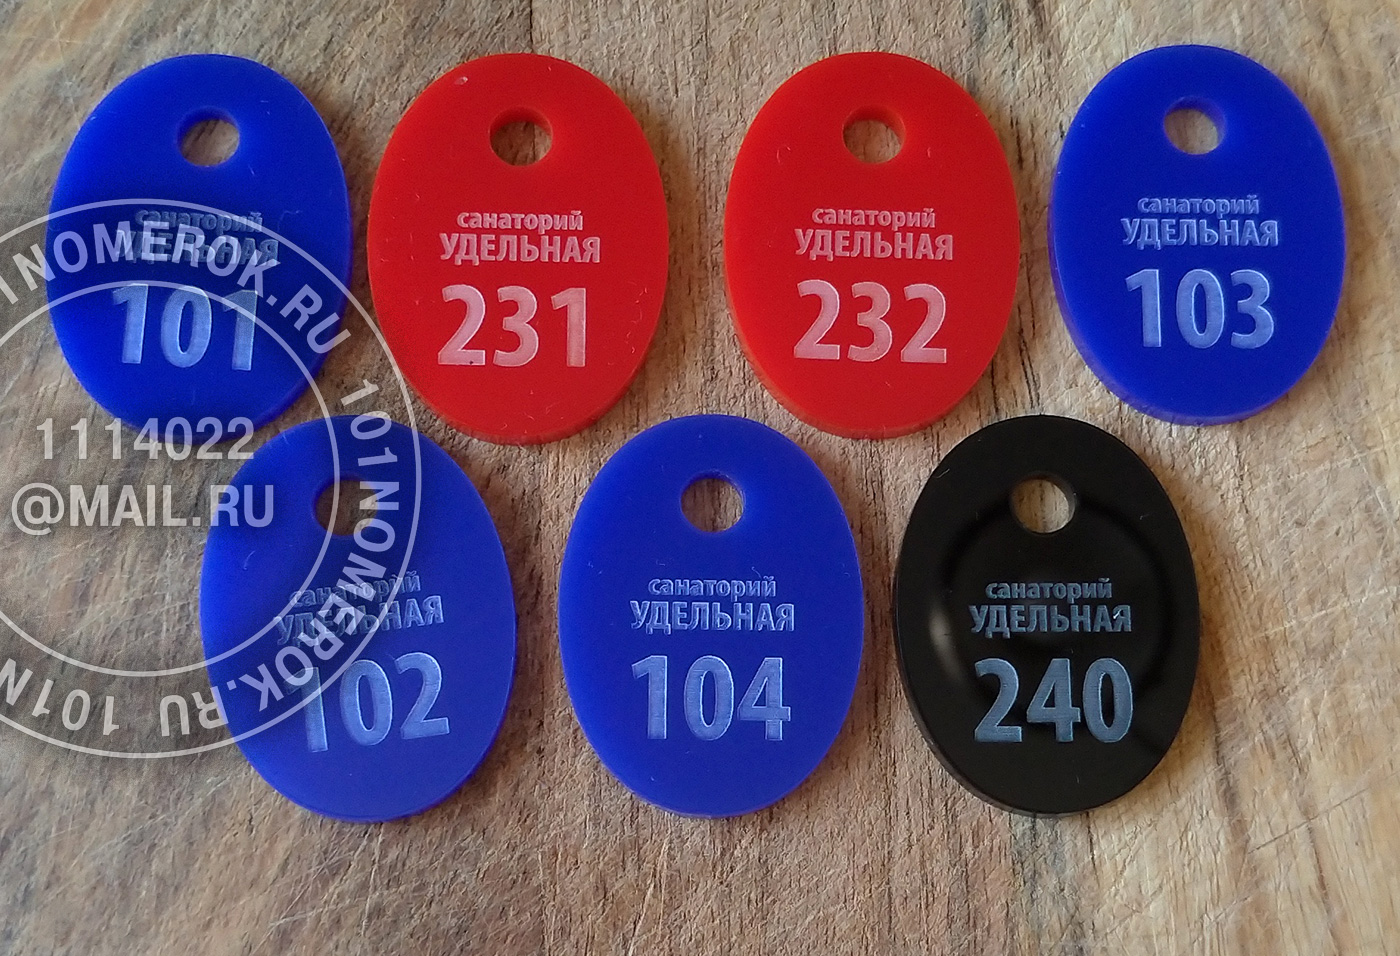 санаторий
УДЕЛЬНАЯ
101
санаторий
УДЕЛЬНАЯ
231
санаторий
УДЕЛЬНАЯ
232
санаторий
УДЕЛЬНАЯ
103
санаторий
УДЕЛЬНАЯ
102
санаторий
УДЕЛЬНАЯ
104
санаторий
УДЕЛЬНАЯ
240
1NOMEROK.RU 101NOMEROK.RU 101N
1114022
@MAIL.RU